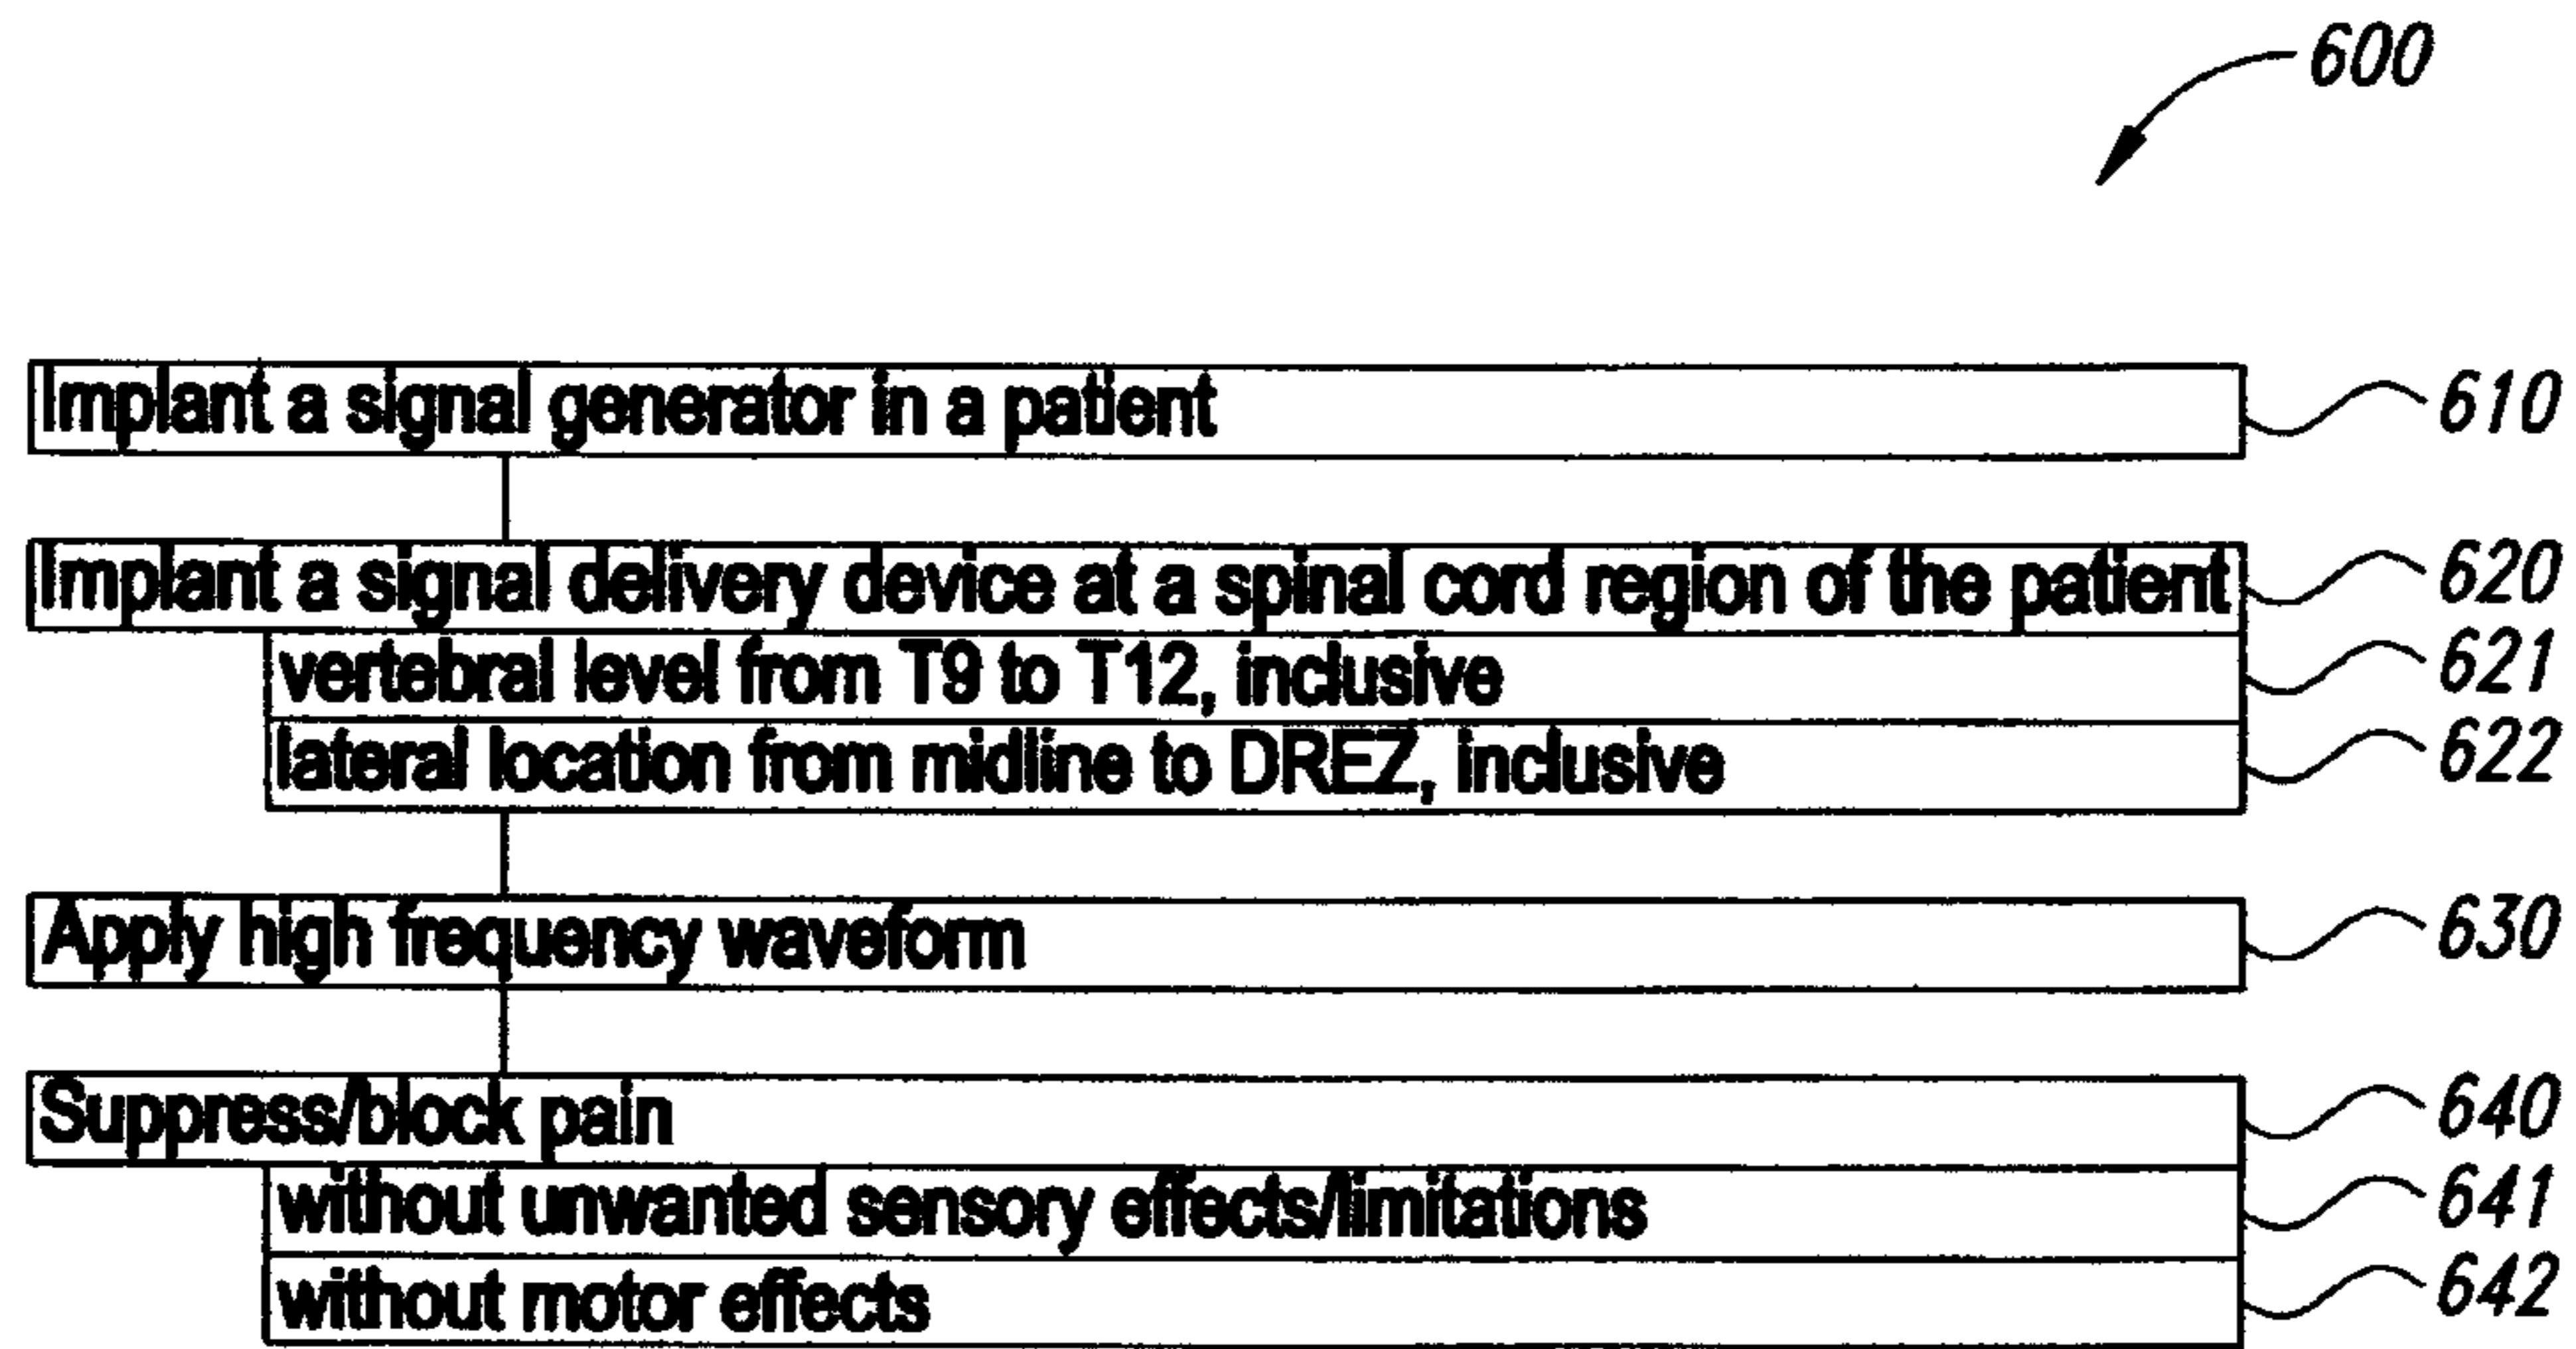 600
Implant a signal generator in a patient 610
Implant a signal delivery device at a spinal cord region of the patient 620
vertebral level from T9 to T12, inclusive 621
lateral location from midline to DREZ, inclusive 622
Apply high frequency waveform 630
Suppress/block pain 640
without unwanted sensory effects/limitations 641
without motor effects 642